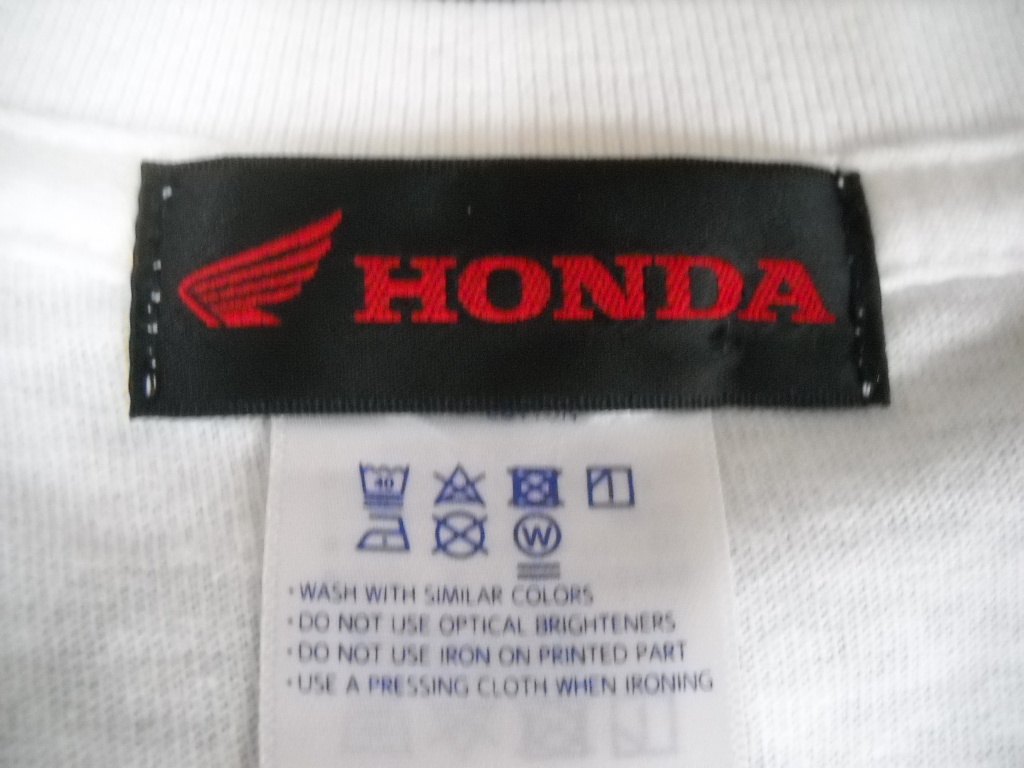 HONDA
40
W
· WASH WITH SIMILAR COLORS
· DO NOT USE OPTICAL BRIGHTENERS
· DO NOT USE IRON ON PRINTED PART
· USE A PRESSING CLOTH WHEN IRONING